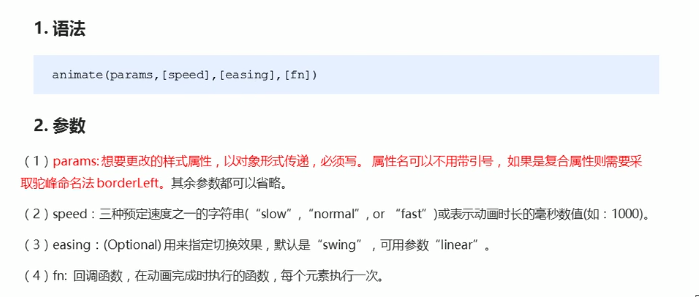 1. 语法
animate(params,[speed],[easing],[fn])
2. 参数
（1）params: 想要更改的样式属性，以对象形式传递，必须写。 属性名可以不用带引号， 如果是复合属性则需要采
取驼峰命名法 borderLeft。其余参数都可以省略。
（2）speed：三种预定速度之一的字符串(“slow”,“normal”, or “fast”)或表示动画时长的毫秒数值(如：1000)。
（3）easing：(Optional) 用来指定切换效果，默认是“swing”，可用参数“linear”。
（4）fn: 回调函数，在动画完成时执行的函数，每个元素执行一次。